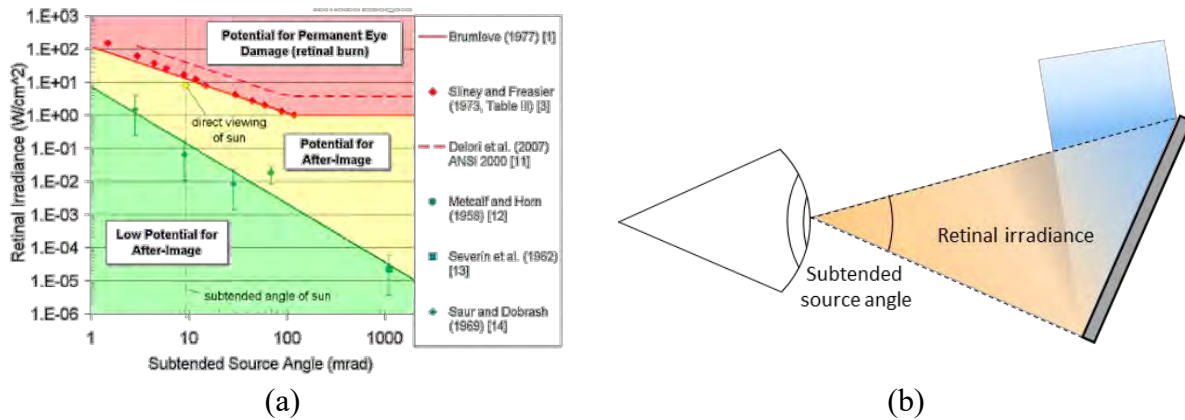 1.E+03
1.E+02
1.E+01
1.E+00
1.E-01
1.E-02
1.E-03
1.E-04
1.E-05
1.E-06
Retinal Irradiance (W/cm^2)
Potential for Permanent Eye
Damage (retinal burn)
direct viewing
of sun
Potential for
After-Image
Low Potential for
After-Image
subtended angle of sun
1
10
100
1000
Subtended Source Angle (mrad)
Brumleve (1977) [1]
Sliney and Freasier
(1973, Table II) [3]
Delori et al. (2007)
ANSI 2000 [11]
Metcalf and Horn
(1958) [12]
Severin et al. (1962)
[13]
Saur and Dobrash
(1969) [14]
(a)
Retinal irradiance
Subtended
source angle
(b)